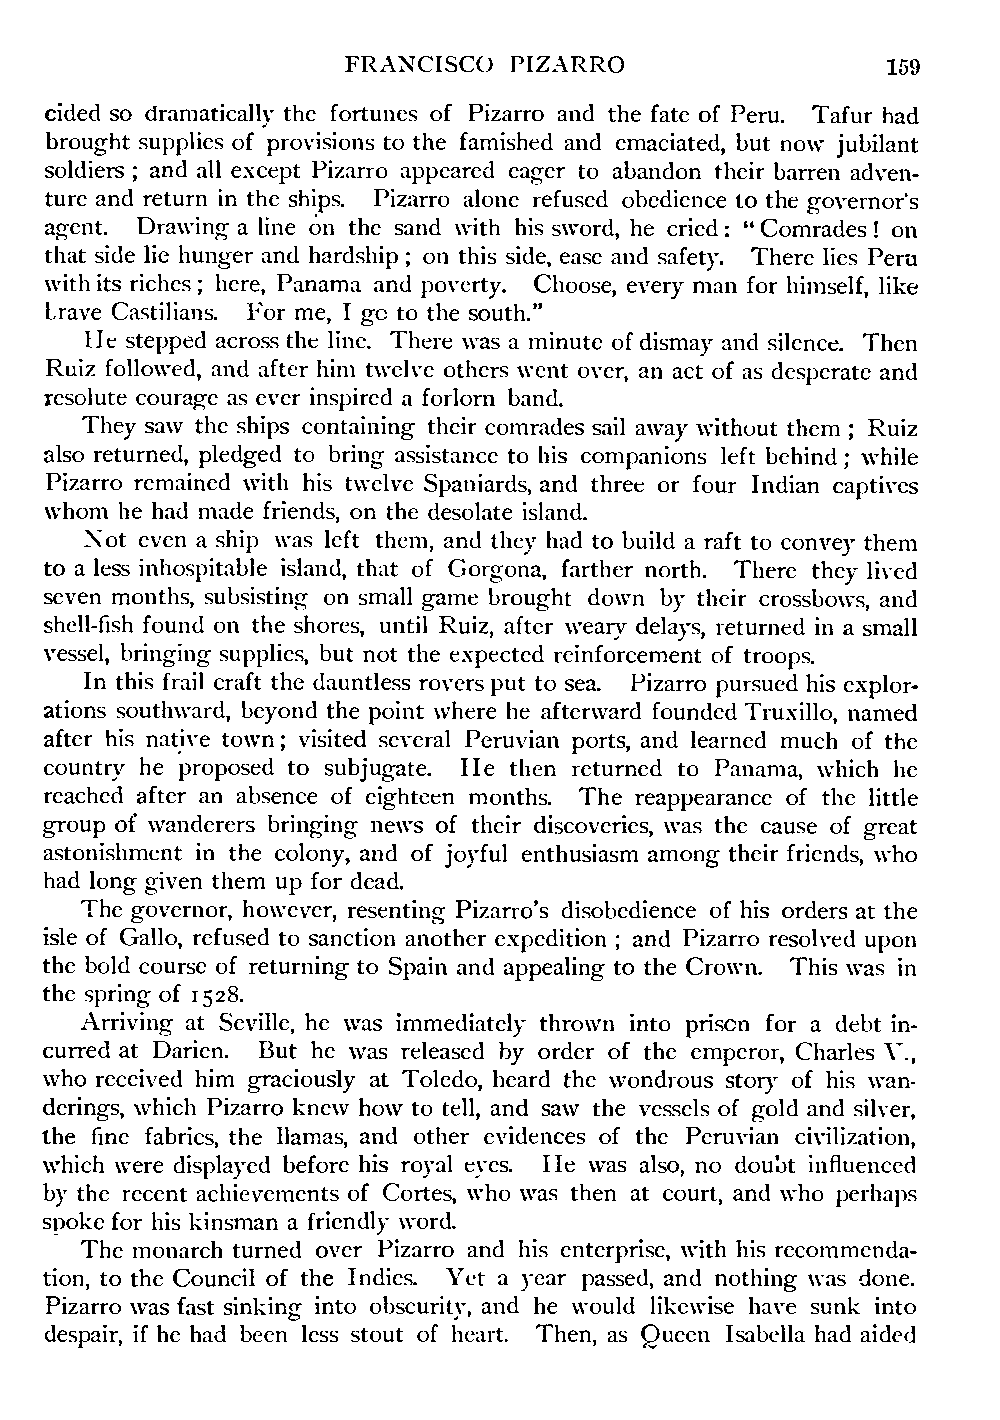 FRANCISCO PIZARRO 159
cided so dramatically the fortunes of Pizarro and the fate of Peru. Tafur had
brought supplies of provisions to the famished and emaciated, but now jubilant
soldiers ; and all except Pizarro appeared eager to abandon their barren adven-
ture and return in the ships. Pizarro alone refused obedience to the governor's
agent. Drawing a line on the sand with his sword, he cried : “ Comrades ! on
that side lie hunger and hardship ; on this side, ease and safety. There lies Peru
with its riches ; here, Panama and poverty. Choose, every man for himself, like
brave Castilians. For me, I go to the south.”
He stepped across the line. There was a minute of dismay and silence. Then
Ruiz followed, and after him twelve others went over, an act of as desperate and
resolute courage as ever inspired a forlorn band.
They saw the ships containing their comrades sail away without them ; Ruiz
also returned, pledged to bring assistance to his companions left behind ; while
Pizarro remained with his twelve Spaniards, and three or four Indian captives
whom he had made friends, on the desolate island.
Not even a ship was left them, and they had to build a raft to convey them
to a less inhospitable island, that of Gorgona, farther north. There they lived
seven months, subsisting on small game brought down by their crossbows, and
shell-fish found on the shores, until Ruiz, after weary delays, returned in a small
vessel, bringing supplies, but not the expected reinforcement of troops.
In this frail craft the dauntless rovers put to sea. Pizarro pursued his explor-
ations southward, beyond the point where he afterward founded Truxillo, named
after his native town ; visited several Peruvian ports, and learned much of the
country he proposed to subjugate. He then returned to Panama, which he
reached after an absence of eighteen months. The reappearance of the little
group of wanderers bringing news of their discoveries, was the cause of great
astonishment in the colony, and of joyful enthusiasm among their friends, who
had long given them up for dead.
The governor, however, resenting Pizarro's disobedience of his orders at the
isle of Gallo, refused to sanction another expedition ; and Pizarro resolved upon
the bold course of returning to Spain and appealing to the Crown. This was in
the spring of 1528.
Arriving at Seville, he was immediately thrown into prison for a debt in-
curred at Darien. But he was released by order of the emperor, Charles V.,
who received him graciously at Toledo, heard the wondrous story of his wan-
derings, which Pizarro knew how to tell, and saw the vessels of gold and silver,
the fine fabrics, the llamas, and other evidences of the Peruvian civilization,
which were displayed before his royal eyes. He was also, no doubt influenced
by the recent achievements of Cortes, who was then at court, and who perhaps
spoke for his kinsman a friendly word.
The monarch turned over Pizarro and his enterprise, with his recommenda-
tion, to the Council of the Indies. Yet a year passed, and nothing was done.
Pizarro was fast sinking into obscurity, and he would likewise have sunk into
despair, if he had been less stout of heart. Then, as Queen Isabella had aided